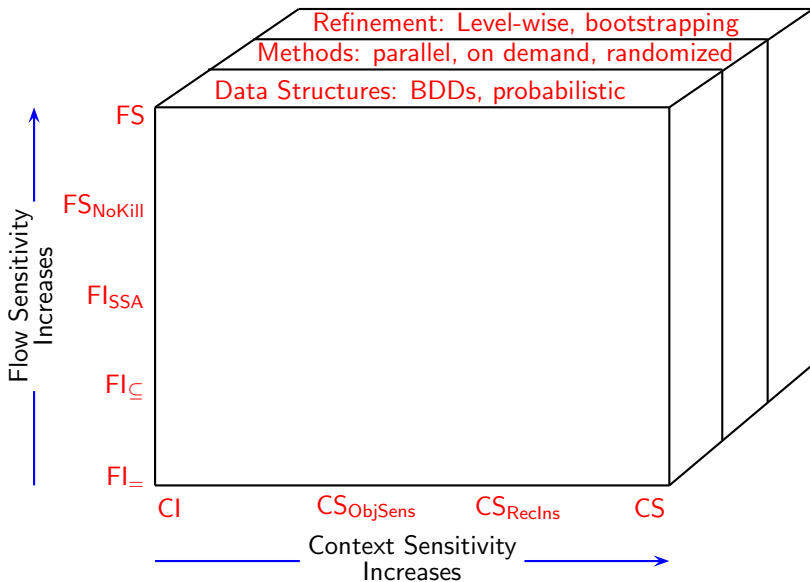 Refinement: Level-wise, bootstrapping
Methods: parallel, on demand, randomized
Data Structures: BDDs, probabilistic
FS
FS_NoKill
FI_SSA
FI_⊆
FI_=
Flow Sensitivity
Increases
CI
CS_ObjSens
CS_RecIns
CS
Context Sensitivity
Increases